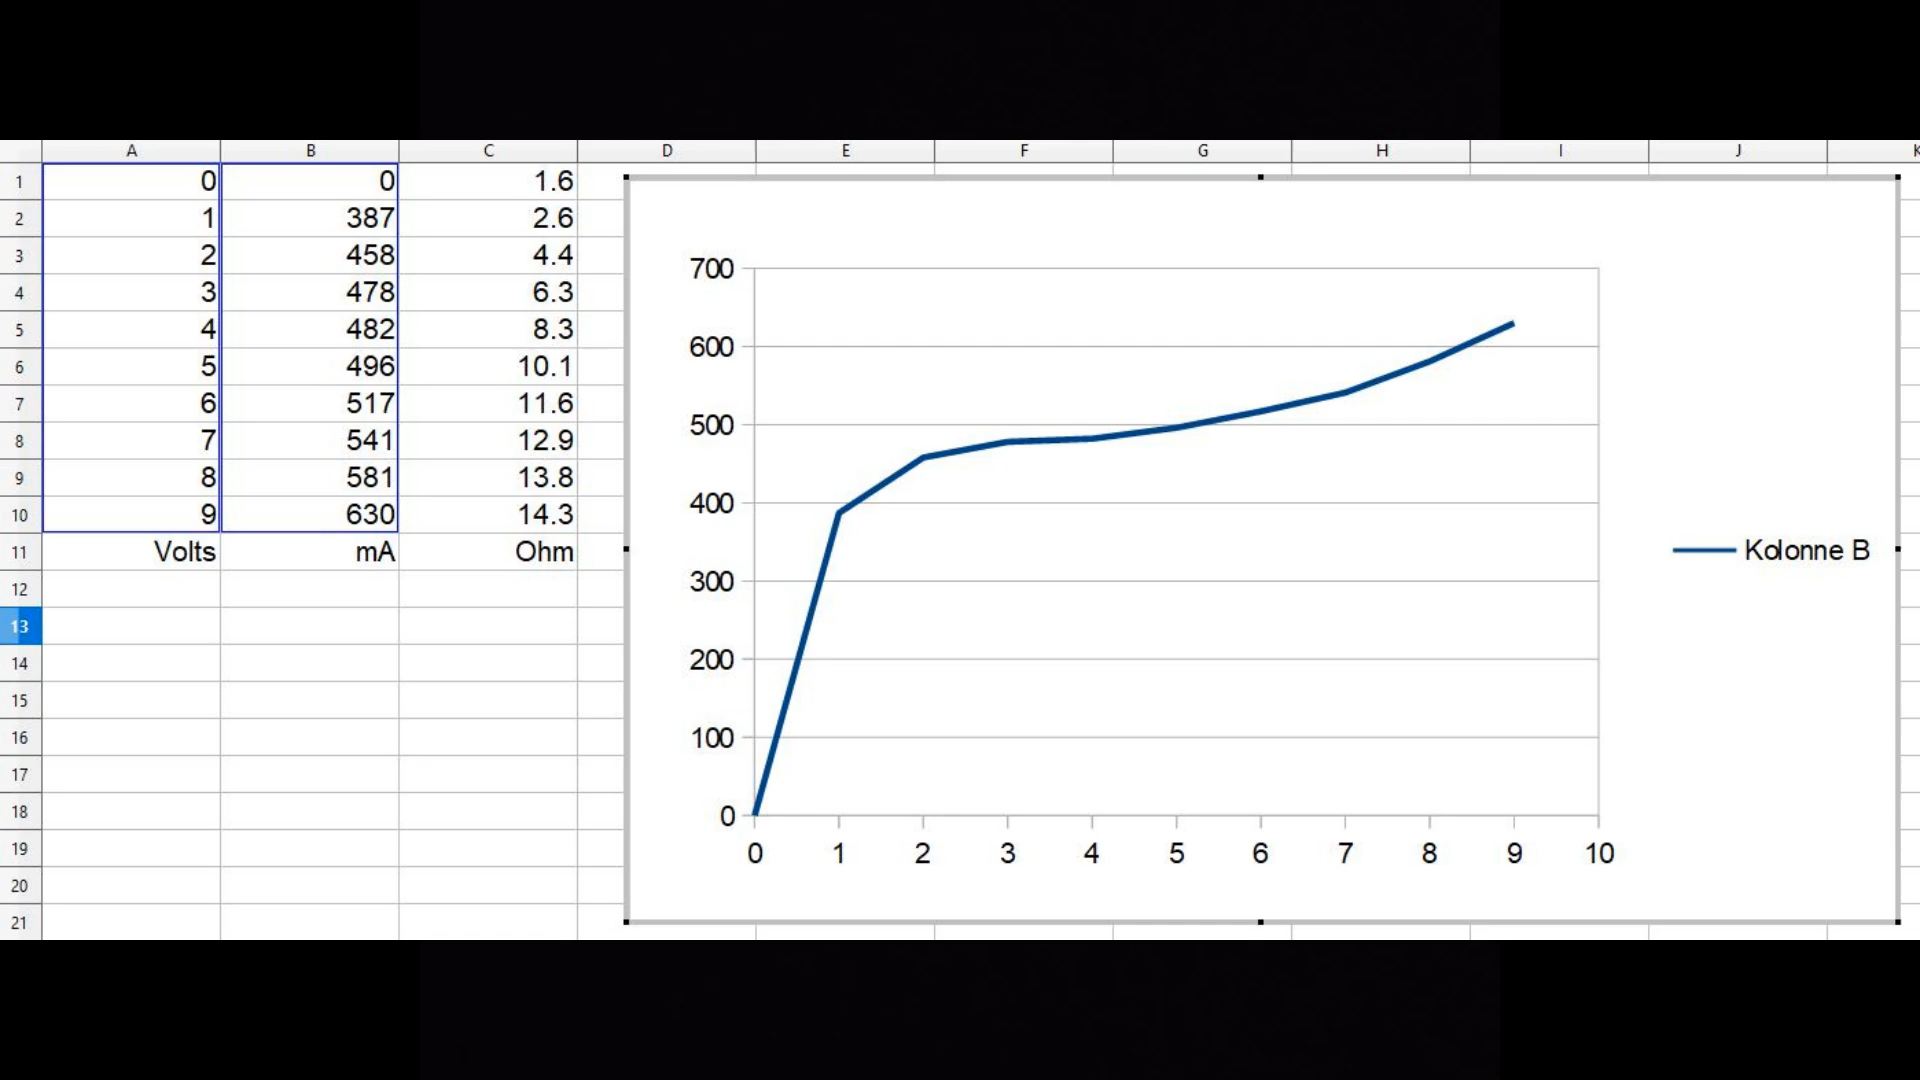 A B C D E F G H I J K
1 0 0 1.6
2 1 387 2.6
3 2 458 4.4
4 3 478 6.3
5 4 482 8.3
6 5 496 10.1
7 6 517 11.6
8 7 541 12.9
9 8 581 13.8
10 9 630 14.3
11 Volts mA Ohm
12
13
14
15
16
17
18
19
20
21
700
600
500
400
300
200
100
0
0 1 2 3 4 5 6 7 8 9 10
Kolonne B